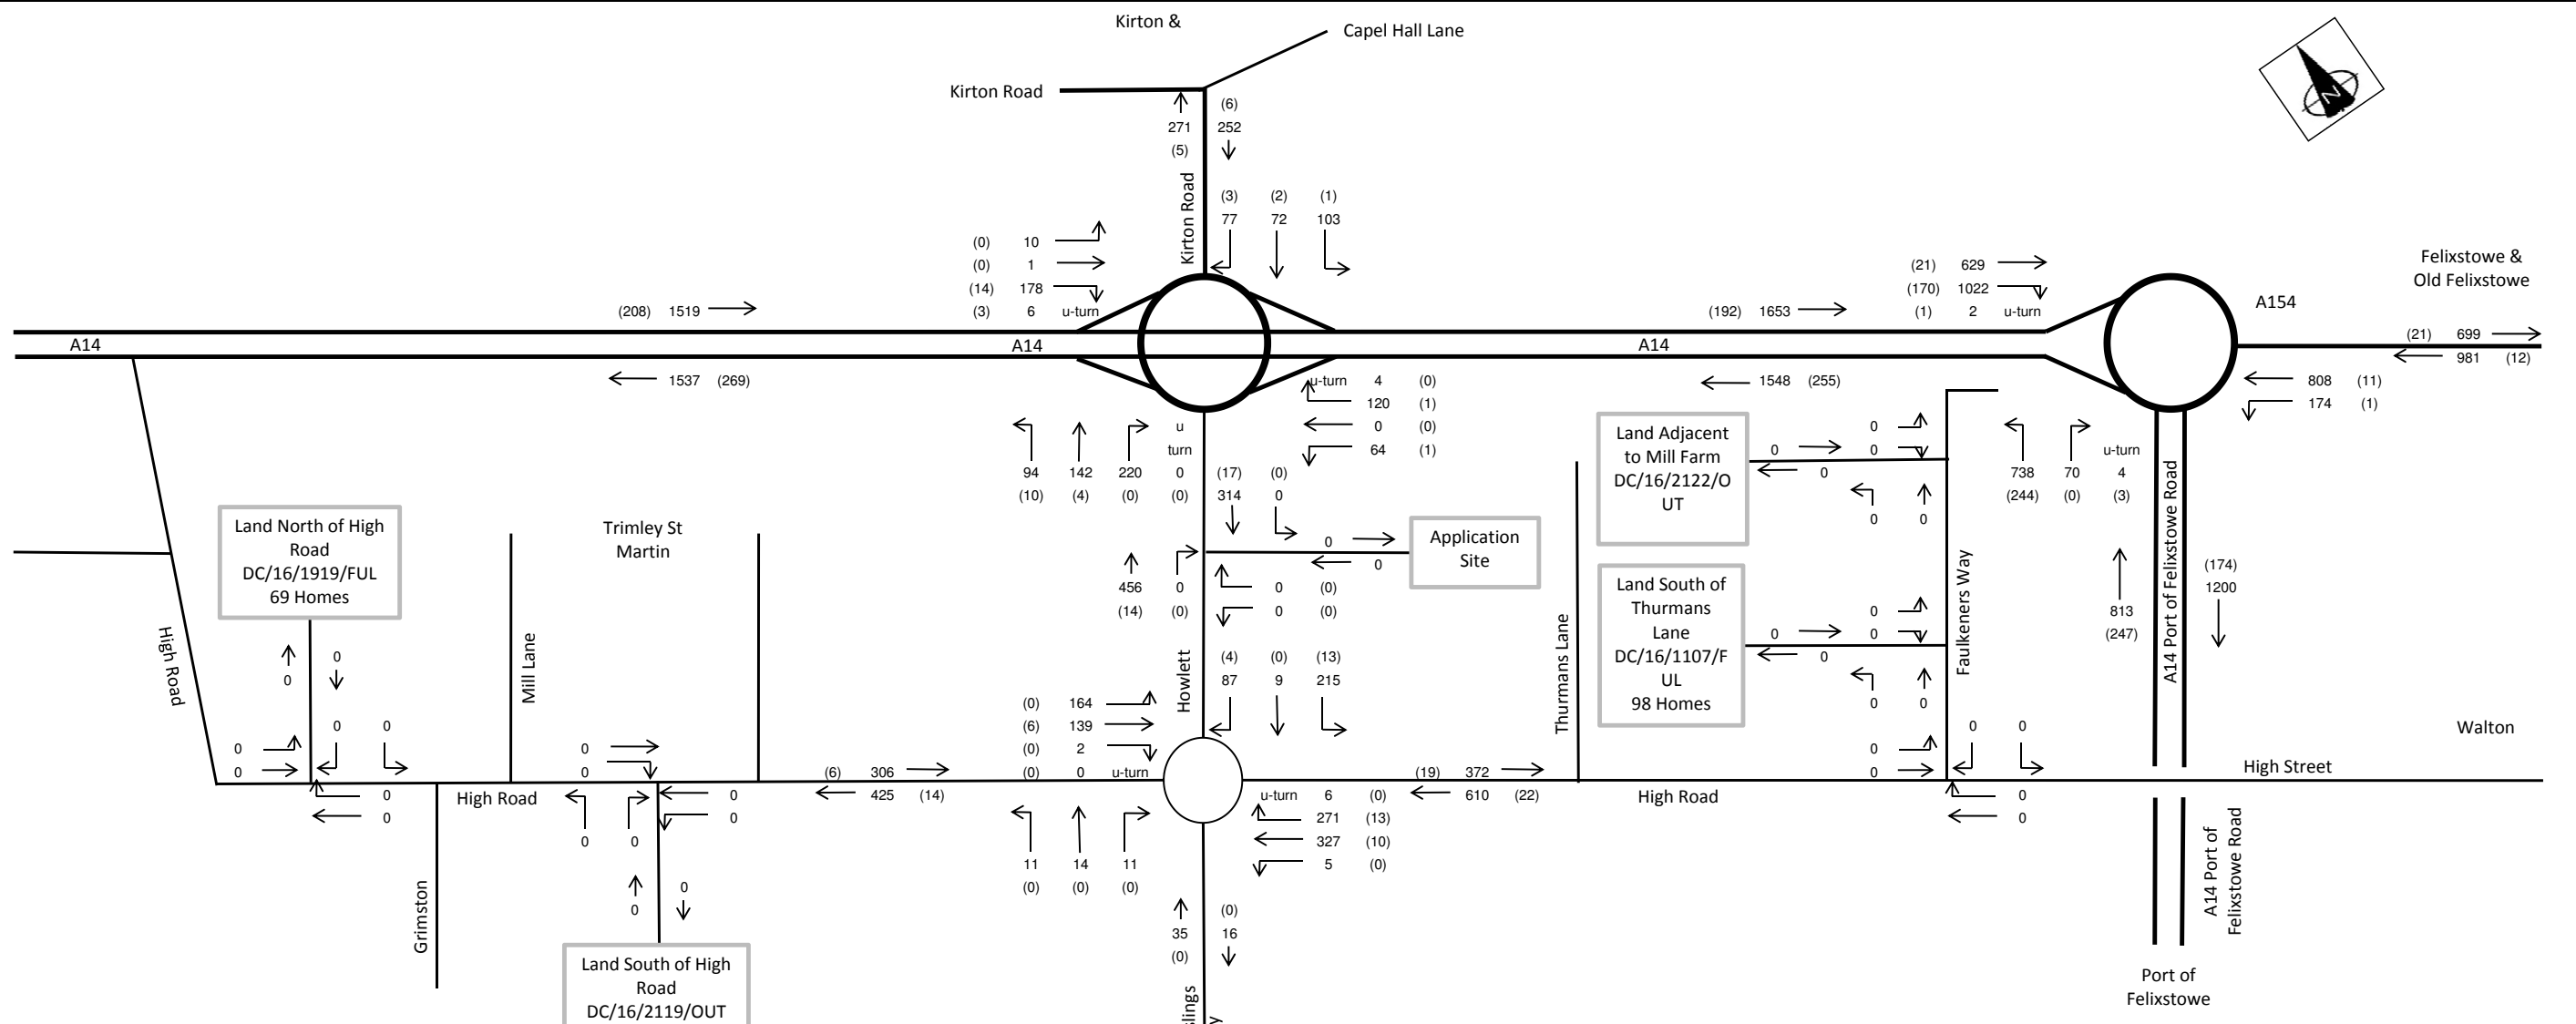 Kirton &
Capel Hall Lane
Kirton Road
(6)
271 252
(5)
Kirton Road
(3) (2) (1)
77 72 103
(0) 10
(0) 1
(14) 178
(3) 6 u-turn
(208) 1519
(192) 1653
(21) 629
(170) 1022
(1) 2 u-turn
Felixstowe &
Old Felixstowe
A154
N
A14
A14
A14
(21) 699
981 (12)
1537 (269)
1548 (255)
808 (11)
174 (1)
u-turn 4 (0)
120 (1)
0 (0)
64 (1)
u
turn
94 142 220 0
(10) (4) (0) (0)
(17) (0)
314 0
Land Adjacent
to Mill Farm
DC/16/2122/O
UT
0
0
0
0
0 0
u-turn
738 70 4
(244) (0) (3)
A14 Port of Felixstowe Road
Land North of High
Road
DC/16/1919/FUL
69 Homes
Trimley St
Martin
Application
Site
0
0
456 0
(14) (0)
0 (0)
0 (0)
Land South of
Thurmans
Lane
DC/16/1107/F
UL
98 Homes
0
0
0
0
0 0
Faulkeners Way
(174)
1200
813
(247)
High Road
0
0
Mill Lane
Howlett
(4) (0) (13)
87 9 215
Thurmans Lane
(0) 164
(6) 139
(0) 2
(0) 0 u-turn
0 0
0
0
0
0
0
0
0 0
0
0
Walton
High Street
0
0
High Road
0
0
0 0
(6) 306
425 (14)
(19) 372
610 (22)
High Road
u-turn 6 (0)
271 (13)
327 (10)
5 (0)
0
0
11 14 11
(0) (0) (0)
Grimston
0
0
(0)
35 16
(0)
A14 Port of
Felixstowe Road
Land South of High
Road
DC/16/2119/OUT
Port of
Felixstowe